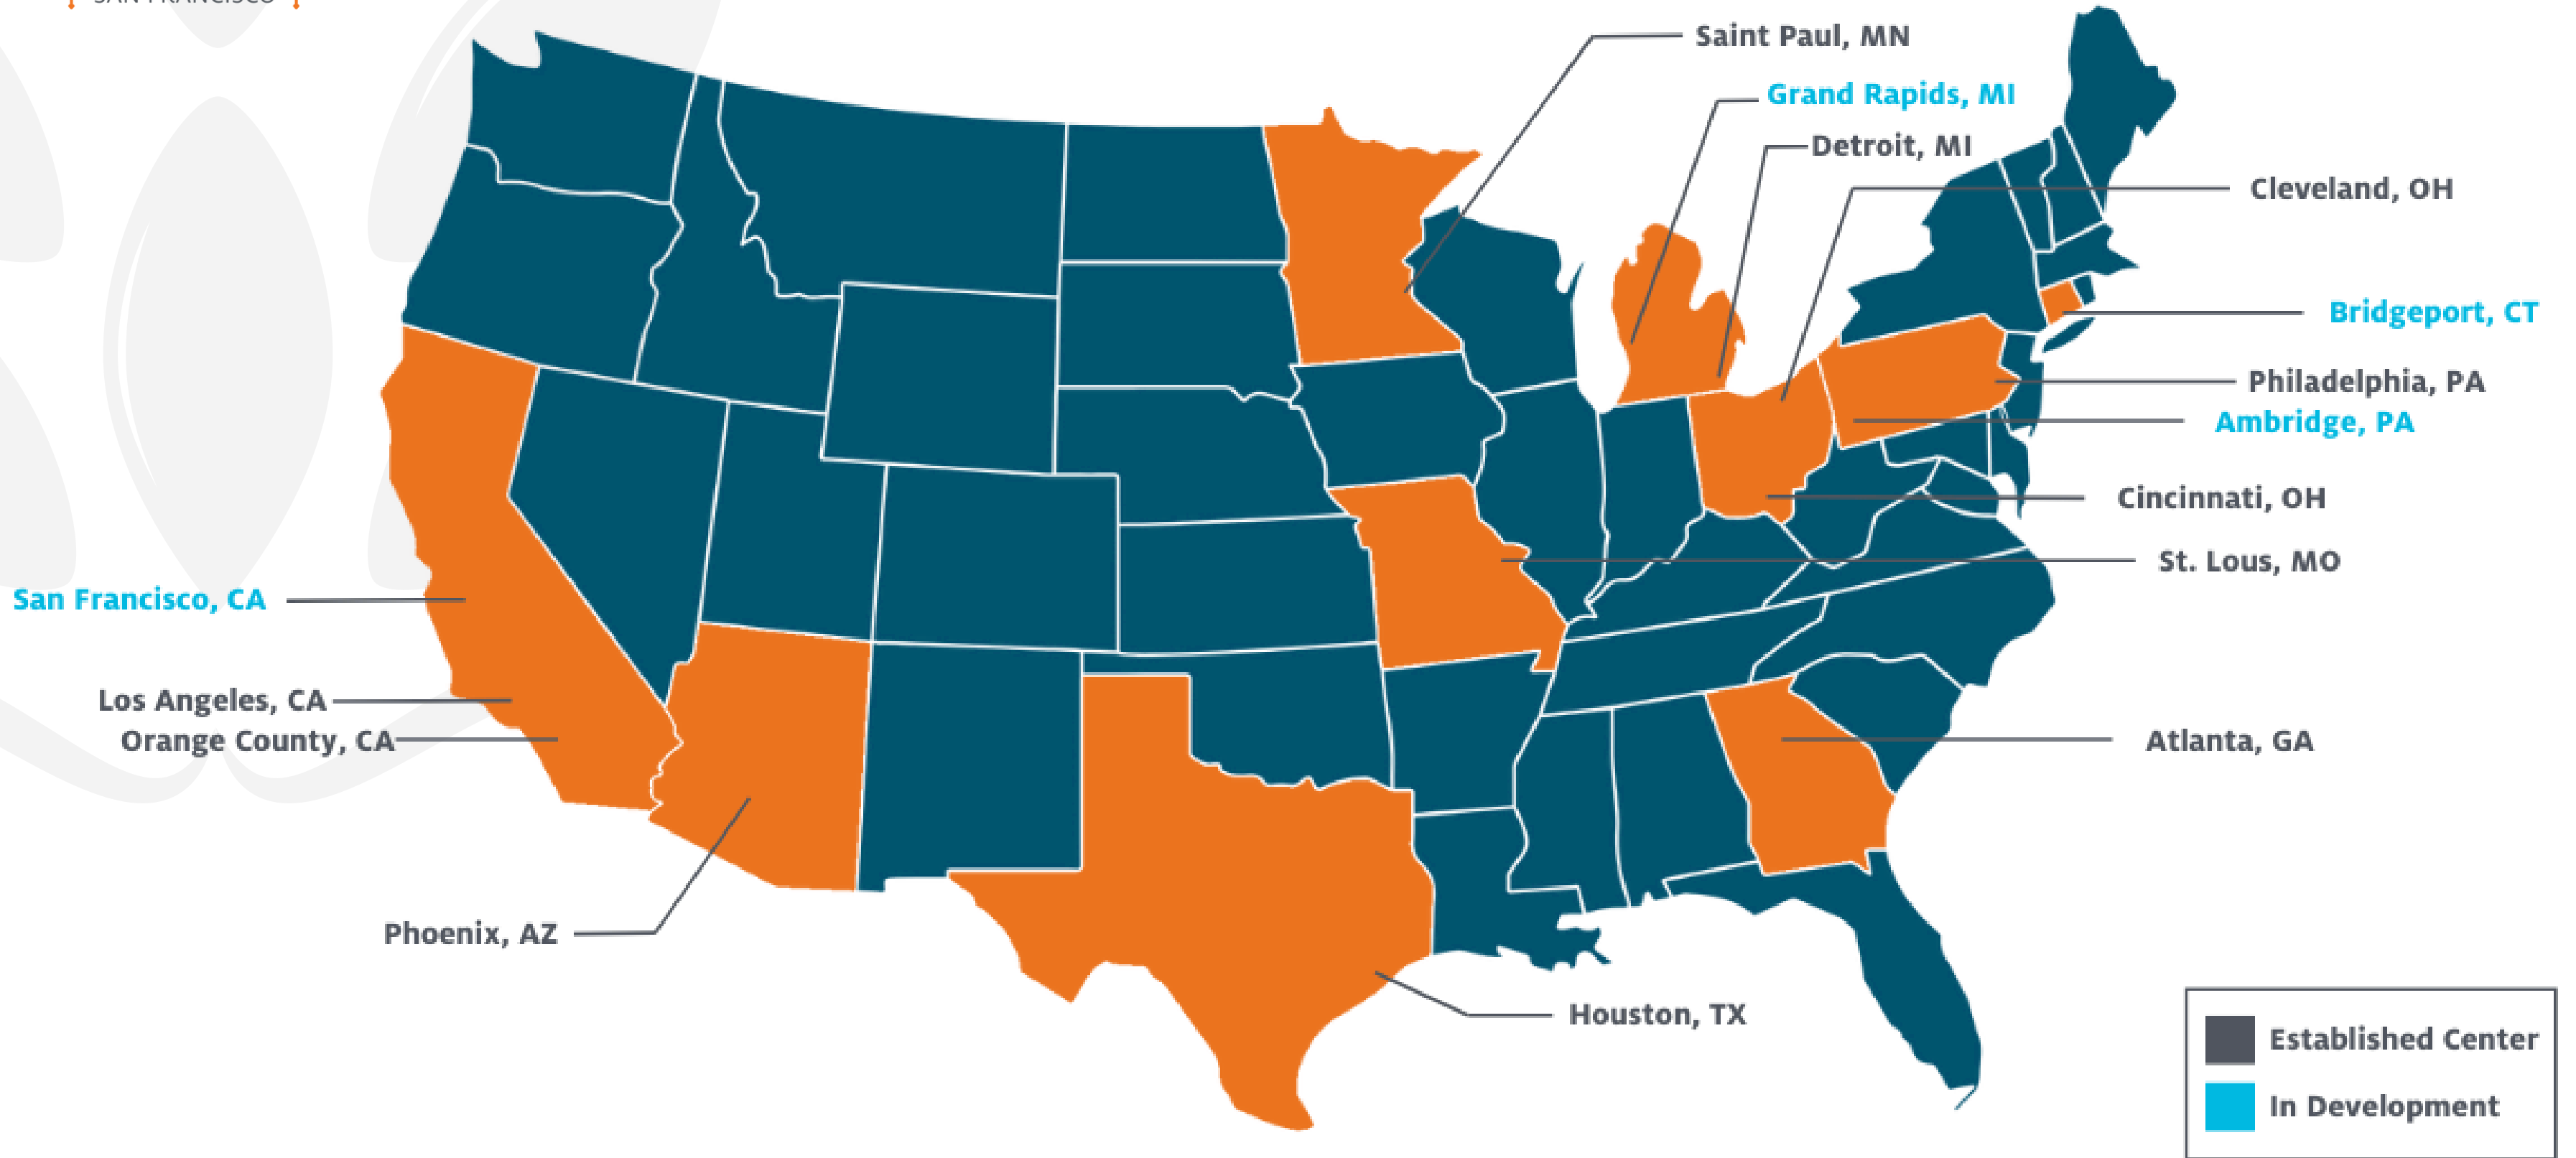 SAN FRANCISCO
Saint Paul, MN
Grand Rapids, MI
Detroit, MI
Cleveland, OH
Bridgeport, CT
Philadelphia, PA
Ambridge, PA
Cincinnati, OH
St. Lous, MO
San Francisco, CA
Los Angeles, CA
Orange County, CA
Atlanta, GA
Phoenix, AZ
Houston, TX
Established Center
In Development